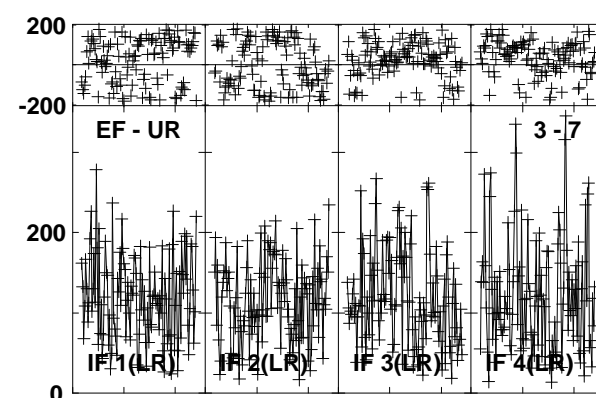 200
-200
EF - UR 3 - 7
200
IF 1(LR) IF 2(LR) IF 3(LR) IF 4(LR)
0